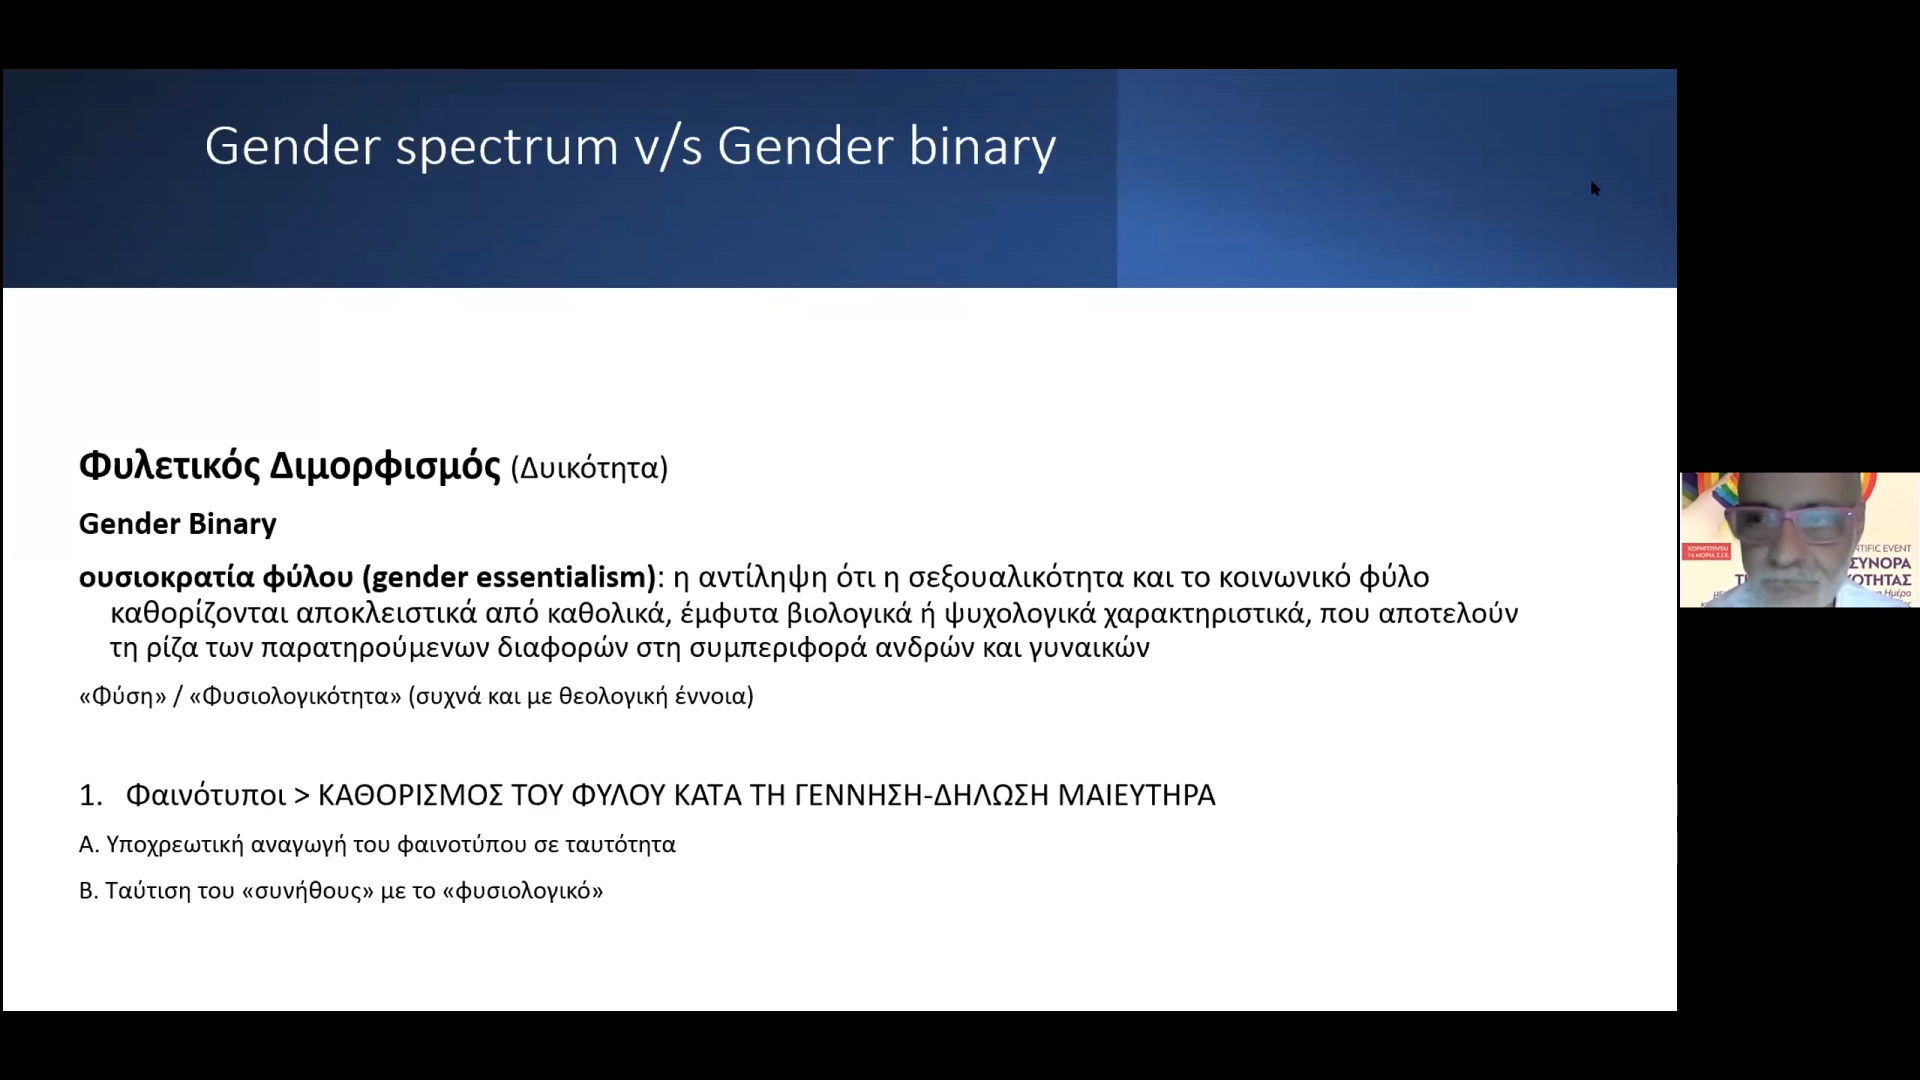 Gender spectrum v/s Gender binary
Φυλετικός Διμορφισμός (Δυικότητα)
Gender Binary
ουσιοκρατία φύλου (gender essentialism): η αντίληψη ότι η σεξουαλικότητα και το κοινωνικό φύλο
καθορίζονται αποκλειστικά από καθολικά, έμφυτα βιολογικά ή ψυχολογικά χαρακτηριστικά, που αποτελούν
τη ρίζα των παρατηρούμενων διαφορών στη συμπεριφορά ανδρών και γυναικών
«Φύση» / «Φυσιολογικότητα» (συχνά και με θεολογική έννοια)
1. Φαινότυποι > ΚΑΘΟΡΙΣΜΟΣ ΤΟΥ ΦΥΛΟΥ ΚΑΤΑ ΤΗ ΓΕΝΝΗΣΗ-ΔΗΛΩΣΗ ΜΑΙΕΥΤΗΡΑ
Α. Υποχρεωτική αναγωγή του φαινοτύπου σε ταυτότητα
Β. Ταύτιση του «συνήθους» με το «φυσιολογικό»
ΧΟΡΗΓΟΥΝΤΑΙ
EVENT
ΣΥΝΟΡΑ
Ημέρα